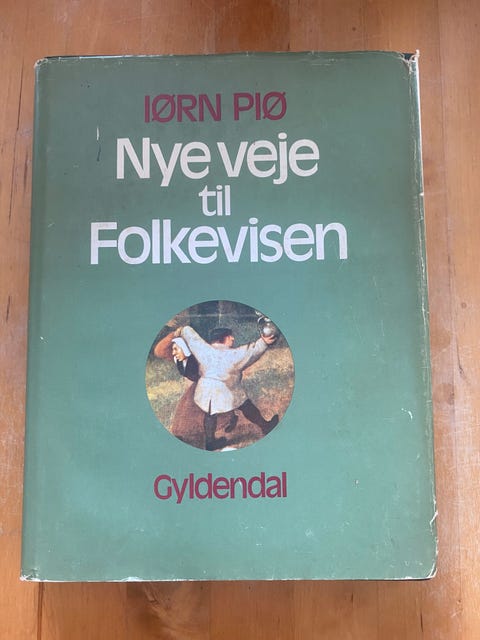 IØRN PIØ
Nye veje
til
Folkevisen
Gyldendal